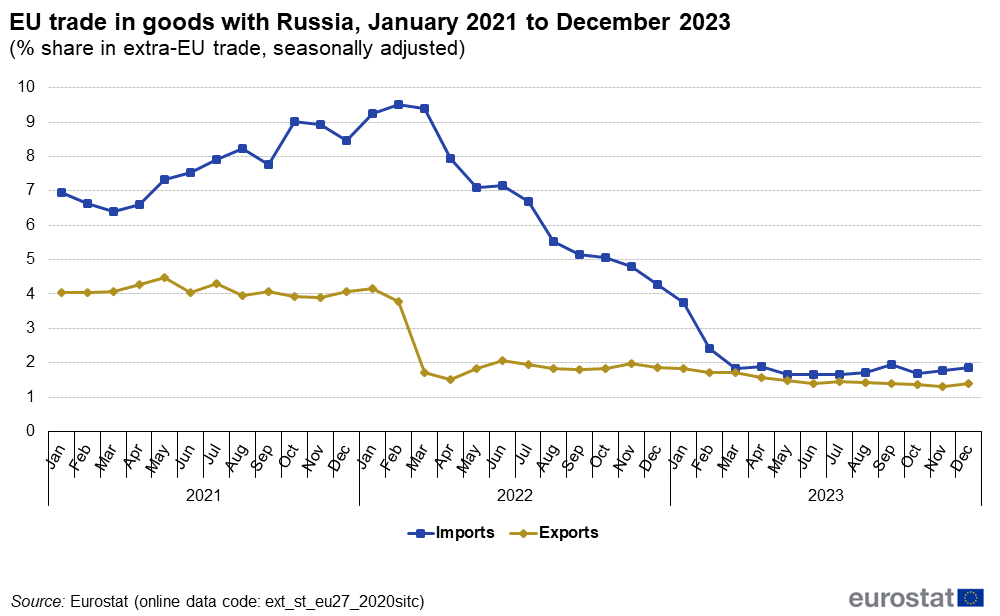 EU trade in goods with Russia, January 2021 to December 2023
(% share in extra-EU trade, seasonally adjusted)
10
9
8
7
6
5
4
3
2
1
0
Jan Feb Mar Apr May Jun Jul Aug Sep Oct Nov Dec Jan Feb Mar Apr May Jun Jul Aug Sep Oct Nov Dec Jan Feb Mar Apr May Jun Jul Aug Sep Oct Nov Dec
2021 2022 2023
Imports Exports
Source: Eurostat (online data code: ext_st_eu27_2020sitc)
eurostat